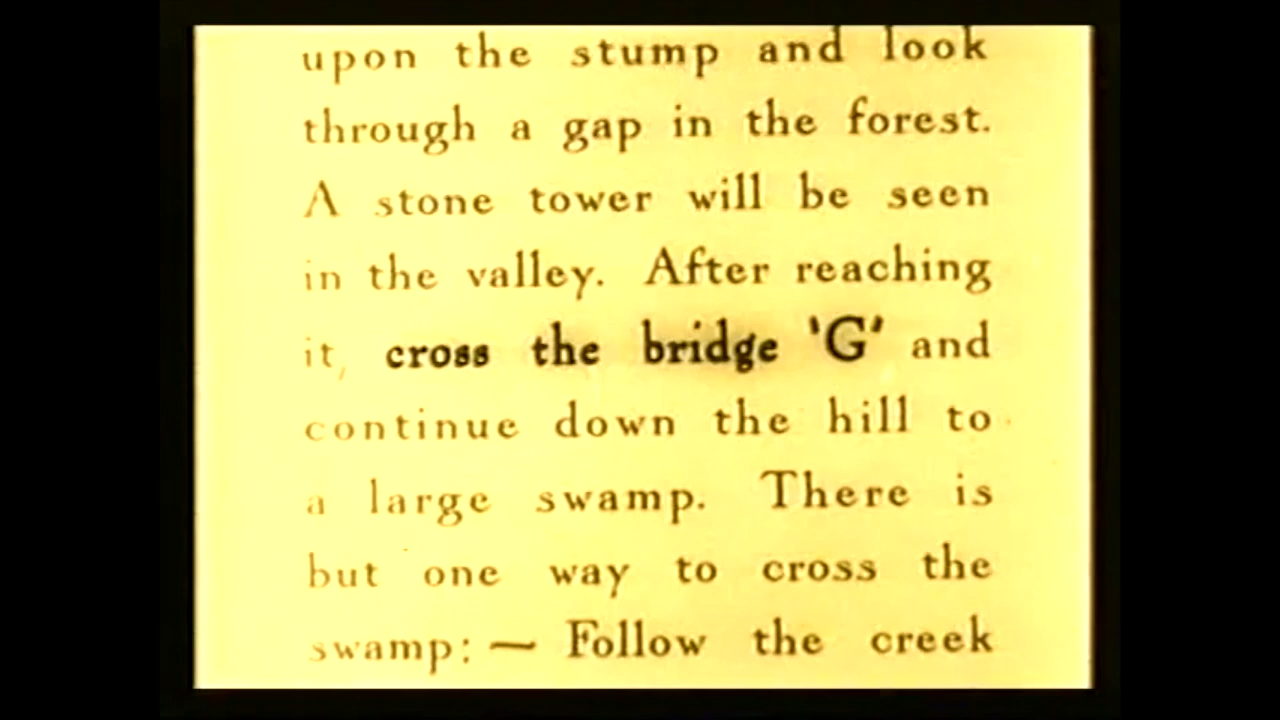 upon the stump and look
through a gap in the forest.
A stone tower will be seen
in the valley. After reaching
it, cross the bridge 'G' and
continue down the hill to
a large swamp. There is
but one way to cross the
swamp: — Follow the creek